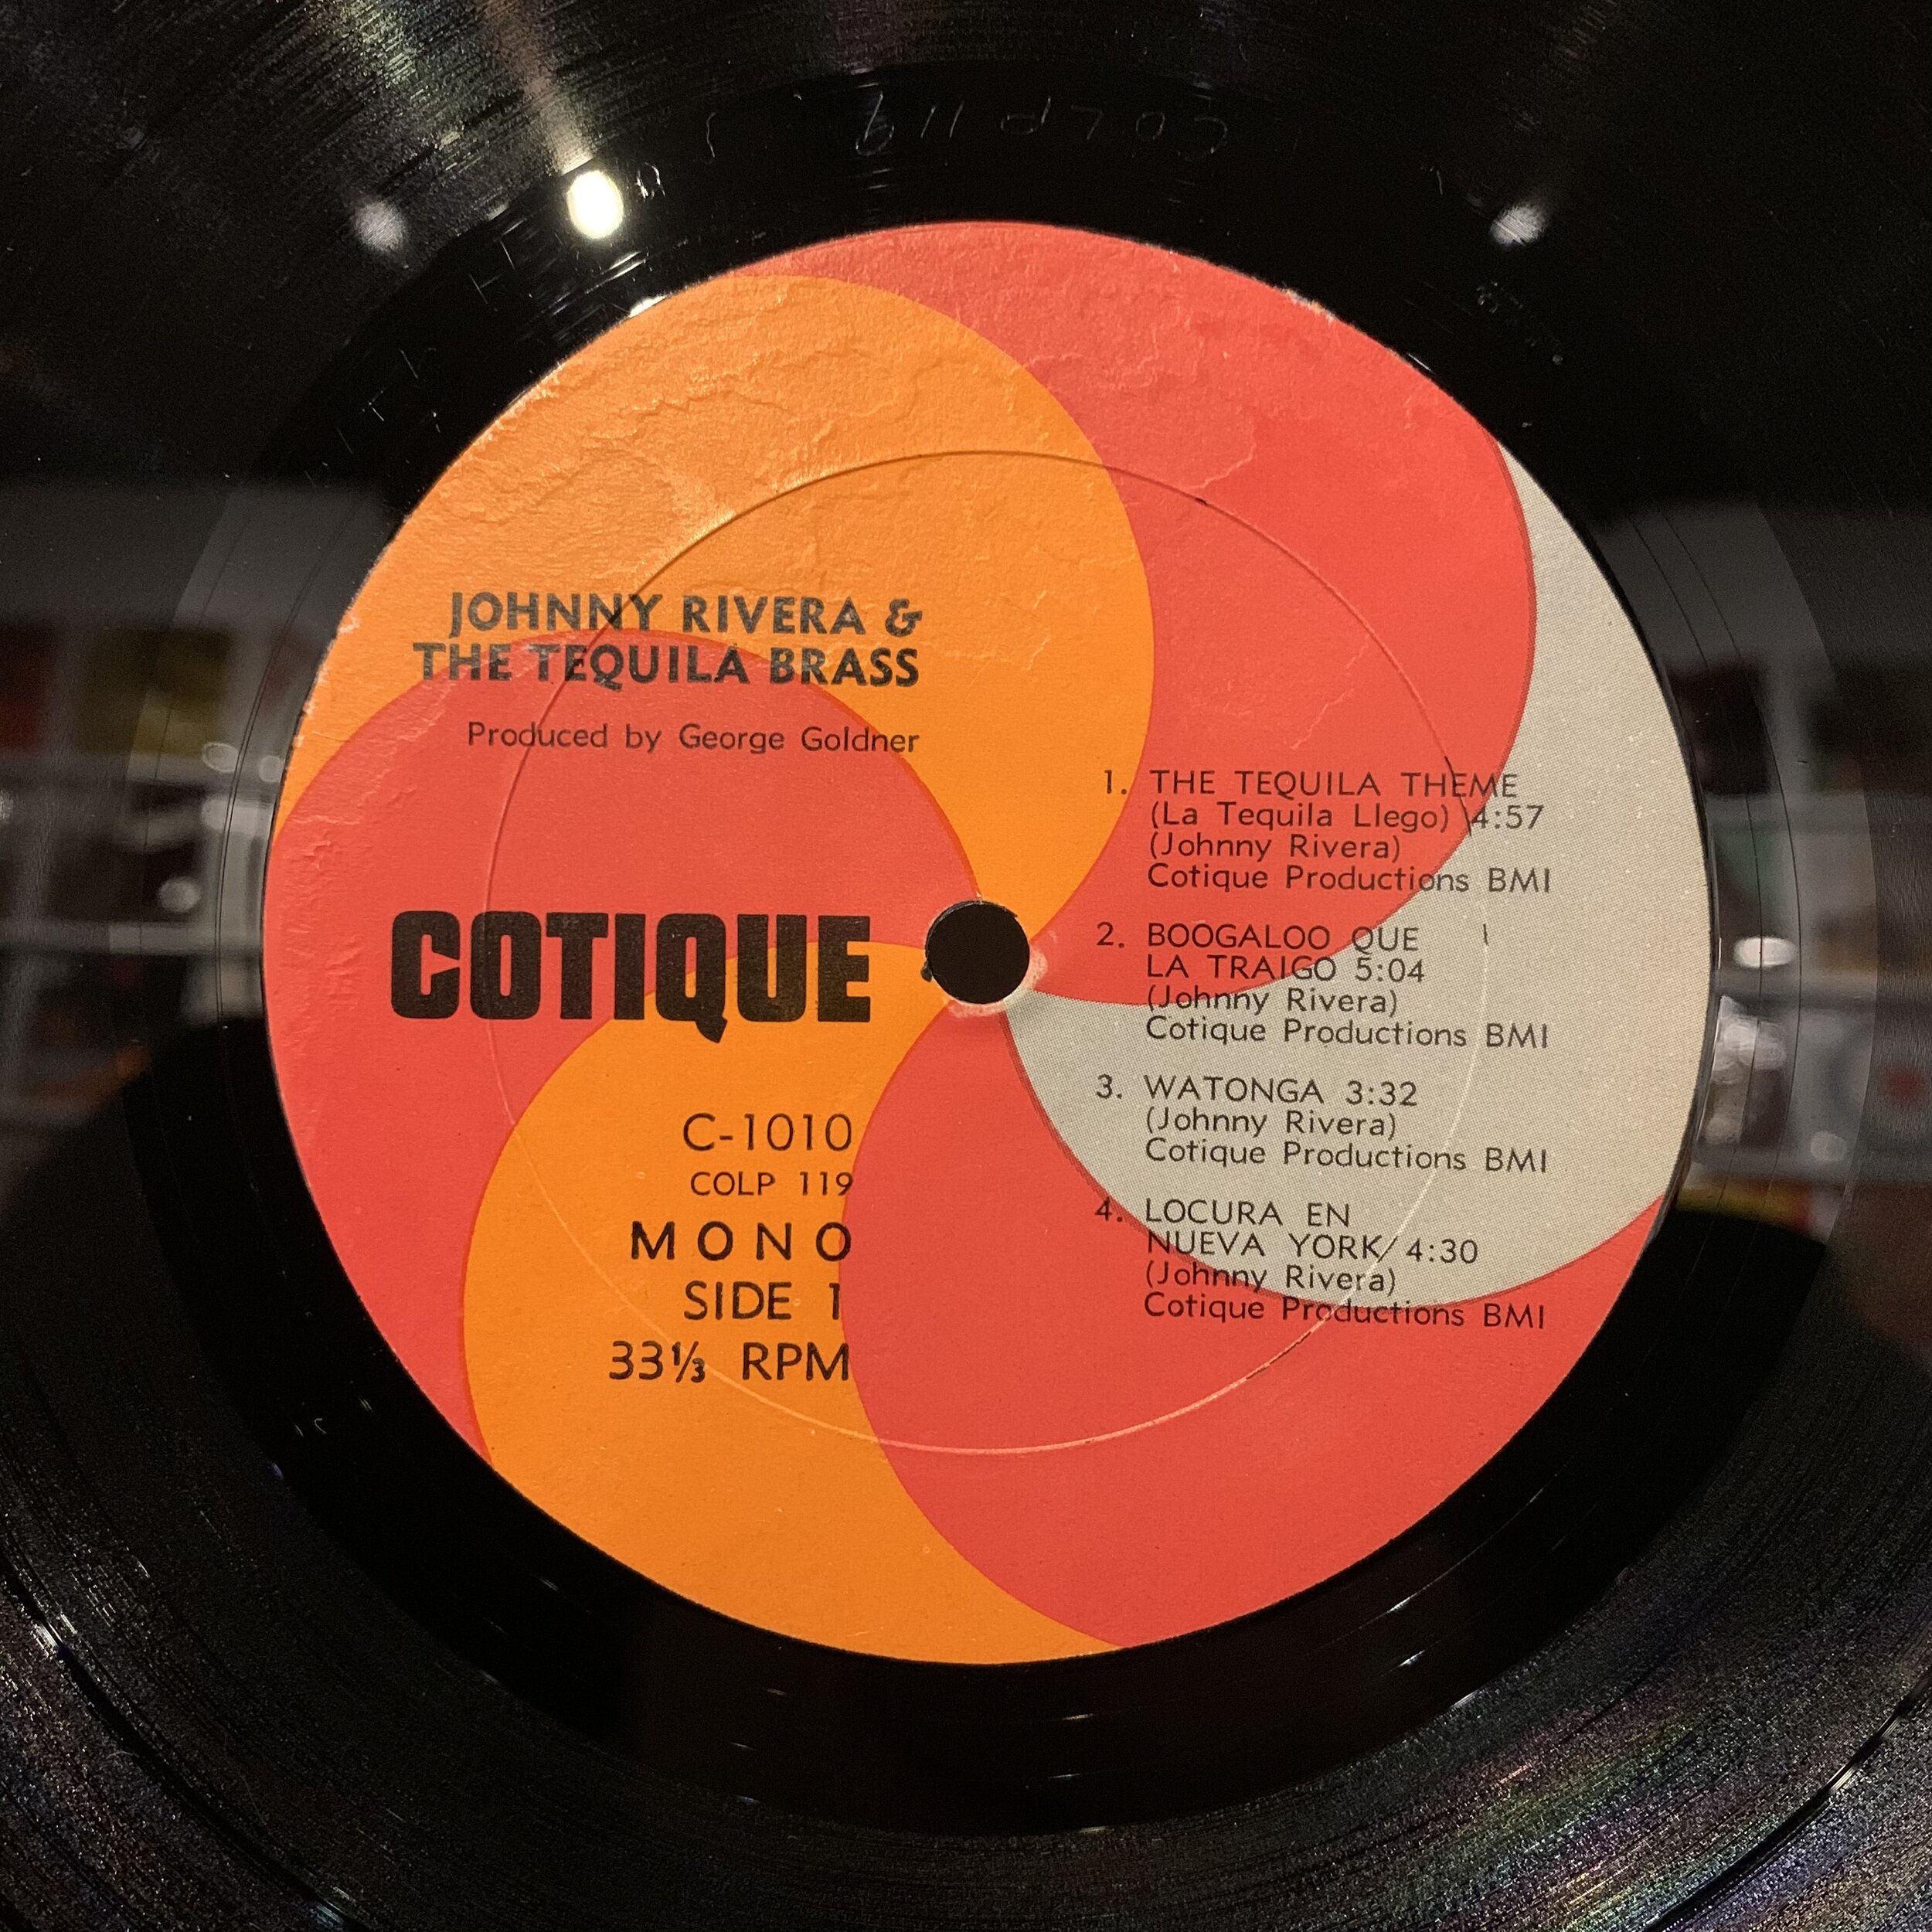 COLP 119
JOHNNY RIVERA &
THE TEQUILA BRASS
Produced by George Goldner
COTIQUE
C-1010
COLP 119
MONO
SIDE 1
33⅓ RPM
1. THE TEQUILA THEME
(La Tequila Llego) 4:57
(Johnny Rivera)
Cotique Productions BMI
2. BOOGALOO QUE
LA TRAIGO 5:04
(Johnny Rivera)
Cotique Productions BMI
3. WATONGA 3:32
(Johnny Rivera)
Cotique Productions BMI
4. LOCURA EN
NUEVA YORK 4:30
(Johnny Rivera)
Cotique Productions BMI